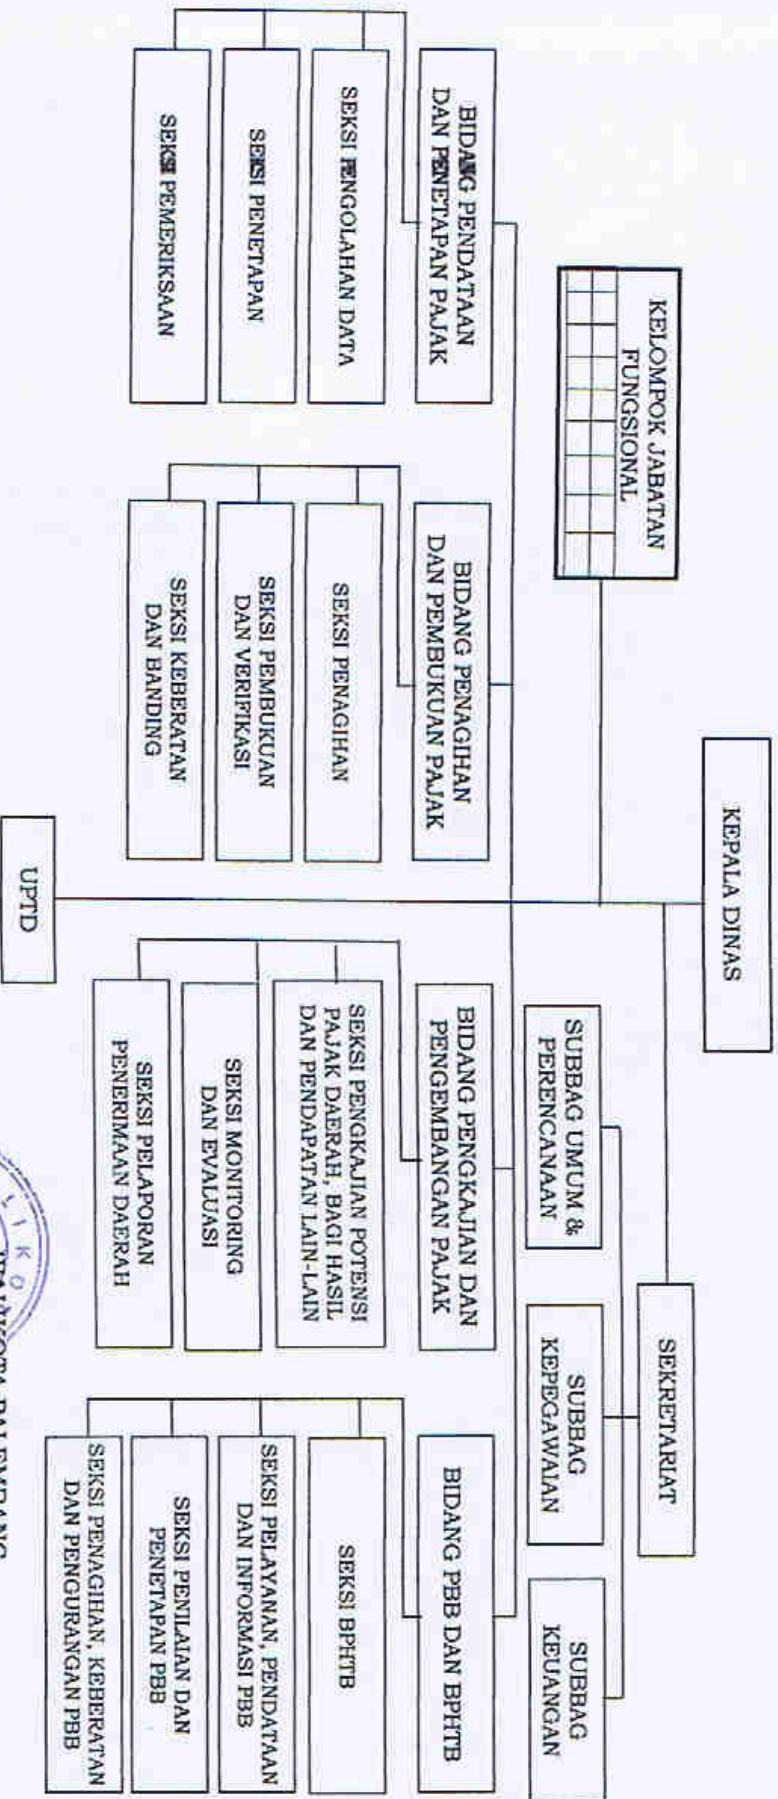 KEPALA DINAS
KELOMPOK JABATAN
FUNGSIONAL
SEKRETARIAT
SUBBAG UMUM &
PERENCANAAN
SUBBAG
KEPEGAWAIAN
SUBBAG
KEUANGAN
BIDANG PENDATAAN
DAN PENETAPAN PAJAK
SEKSI PENGOLAHAN DATA
SEKSI PENETAPAN
SEKSI PEMERIKSAAN
BIDANG PENAGIHAN
DAN PEMBUKUAN PAJAK
SEKSI PENAGIHAN
SEKSI PEMBUKUAN
DAN VERIFIKASI
SEKSI KEBERATAN
DAN BANDING
BIDANG PENGKAJIAN DAN
PENGEMBANGAN PAJAK
SEKSI PENGKAJIAN POTENSI
PAJAK DAERAH, BAGI HASIL
DAN PENDAPATAN LAIN-LAIN
SEKSI MONITORING
DAN EVALUASI
SEKSI PELAPORAN
PENERIMAAN DAERAH
BIDANG PBB DAN BPHTB
SEKSI BPHTB
SEKSI PELAYANAN, PENDATAAN
DAN INFORMASI PBB
SEKSI PENILAIAN DAN
PENETAPAN PBB
SEKSI PENAGIHAN, KEBERATAN
DAN PENGURANGAN PBB
UPTD